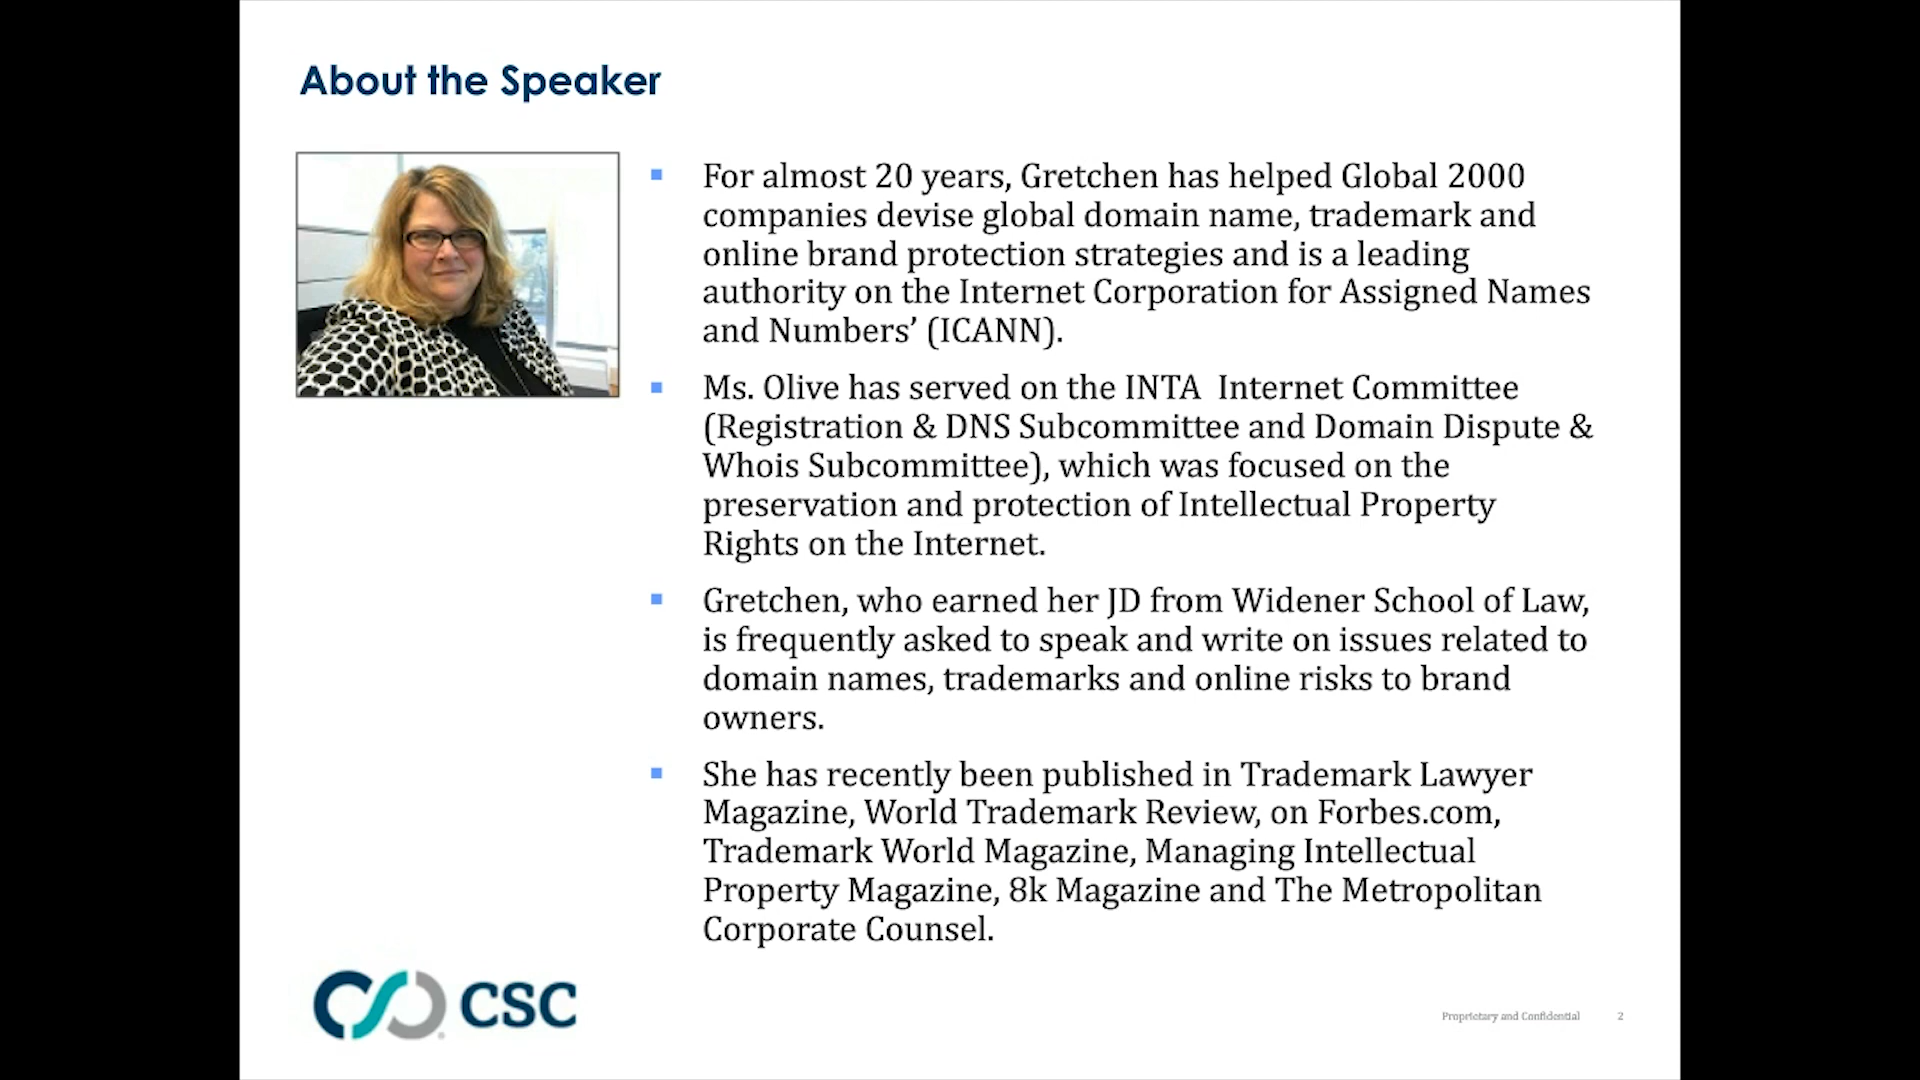 About the Speaker
For almost 20 years, Gretchen has helped Global 2000
companies devise global domain name, trademark and
online brand protection strategies and is a leading
authority on the Internet Corporation for Assigned Names
and Numbers’ (ICANN).
Ms. Olive has served on the INTA  Internet Committee
(Registration & DNS Subcommittee and Domain Dispute &
Whois Subcommittee), which was focused on the
preservation and protection of Intellectual Property
Rights on the Internet.
Gretchen, who earned her JD from Widener School of Law,
is frequently asked to speak and write on issues related to
domain names, trademarks and online risks to brand
owners.
She has recently been published in Trademark Lawyer
Magazine, World Trademark Review, on Forbes.com,
Trademark World Magazine, Managing Intellectual
Property Magazine, 8k Magazine and The Metropolitan
Corporate Counsel.
CSC
Proprietary and Confidential 2